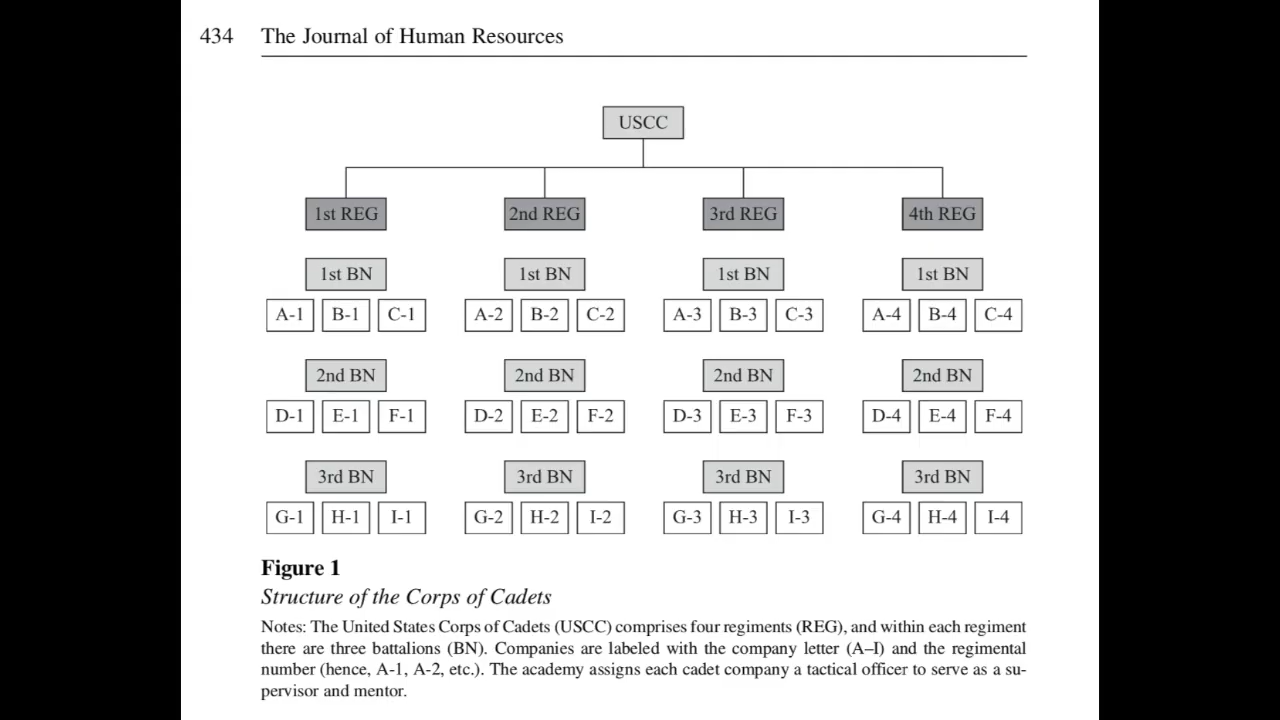 434 The Journal of Human Resources
USCC
1st REG 2nd REG 3rd REG 4th REG
1st BN 1st BN 1st BN 1st BN
A-1 B-1 C-1 A-2 B-2 C-2 A-3 B-3 C-3 A-4 B-4 C-4
2nd BN 2nd BN 2nd BN 2nd BN
D-1 E-1 F-1 D-2 E-2 F-2 D-3 E-3 F-3 D-4 E-4 F-4
3rd BN 3rd BN 3rd BN 3rd BN
G-1 H-1 I-1 G-2 H-2 I-2 G-3 H-3 I-3 G-4 H-4 I-4
Figure 1
Structure of the Corps of Cadets
Notes: The United States Corps of Cadets (USCC) comprises four regiments (REG), and within each regiment
there are three battalions (BN). Companies are labeled with the company letter (A–I) and the regimental
number (hence, A-1, A-2, etc.). The academy assigns each cadet company a tactical officer to serve as a su-
pervisor and mentor.